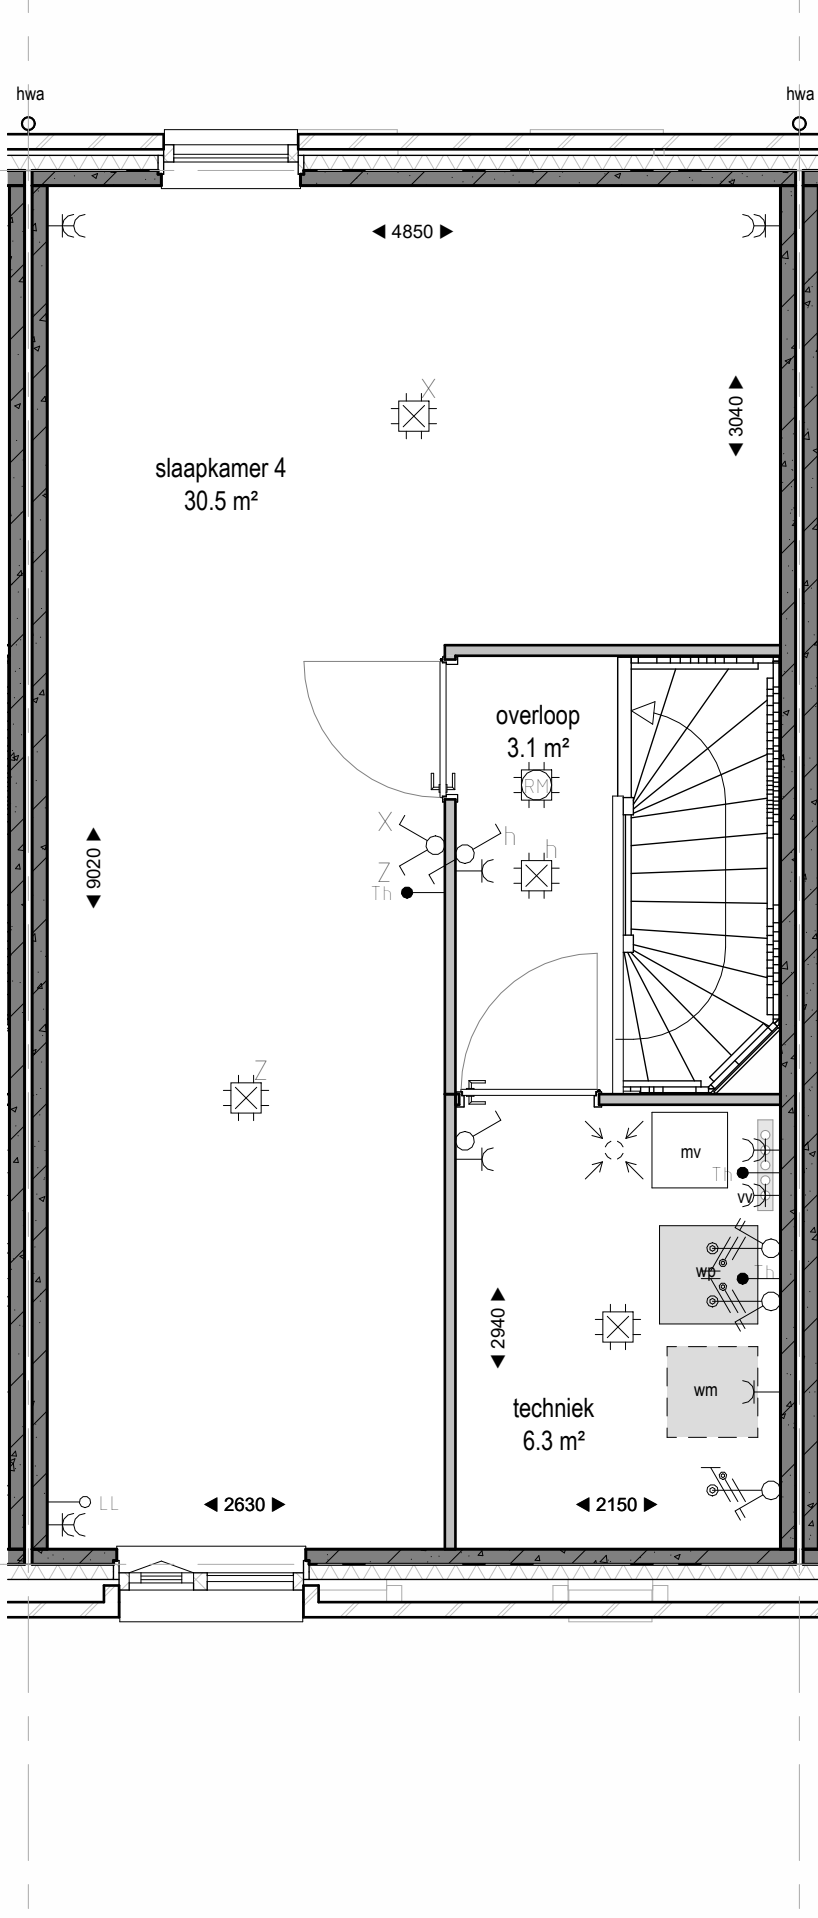 hwa
hwa
4850
X
3040
slaapkamer 4
30.5 m²
overloop
3.1 m²
RM
X
h
h
Z
Th
9020
Z
mv
Th
vv
wp
Th
2940
wm
techniek
6.3 m²
LL
2630
2150